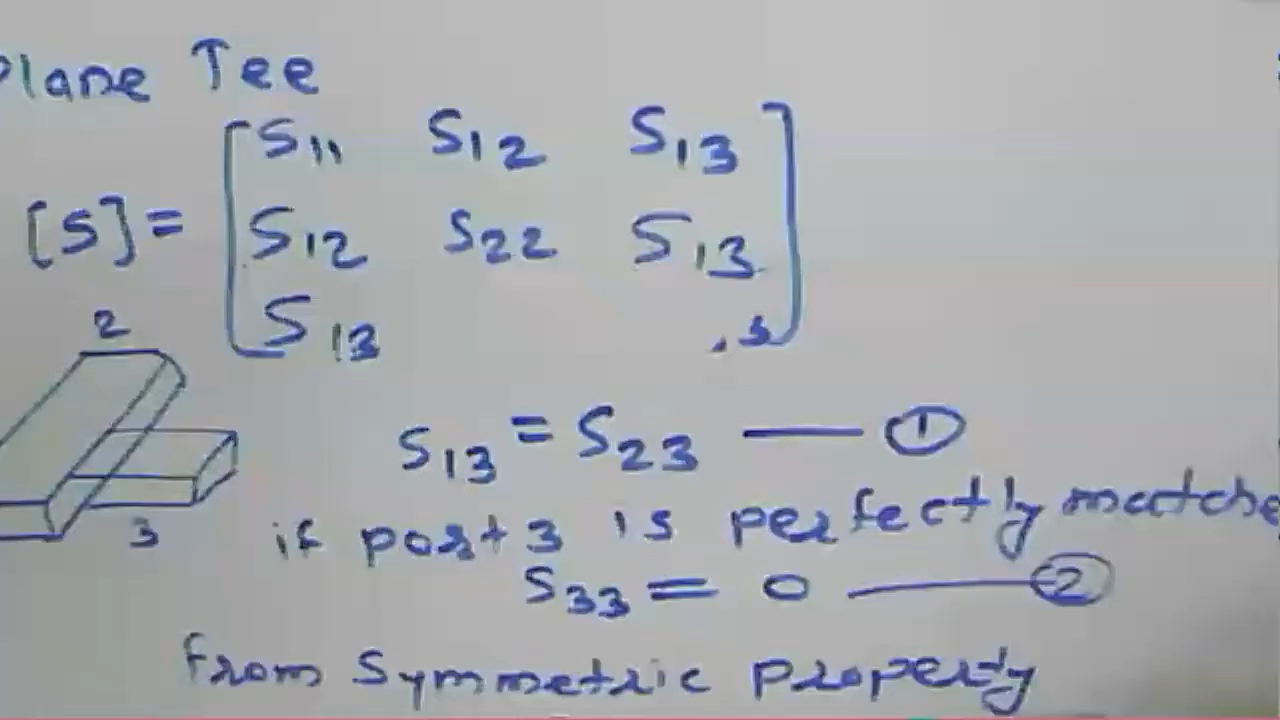 Plane Tee
S11 S12 S13
[S]= S12 S22 S13
S13
2
3
S13 = S23 — 1
if port 3 is perfectly matche
S33 = 0 — 2
from symmetric property